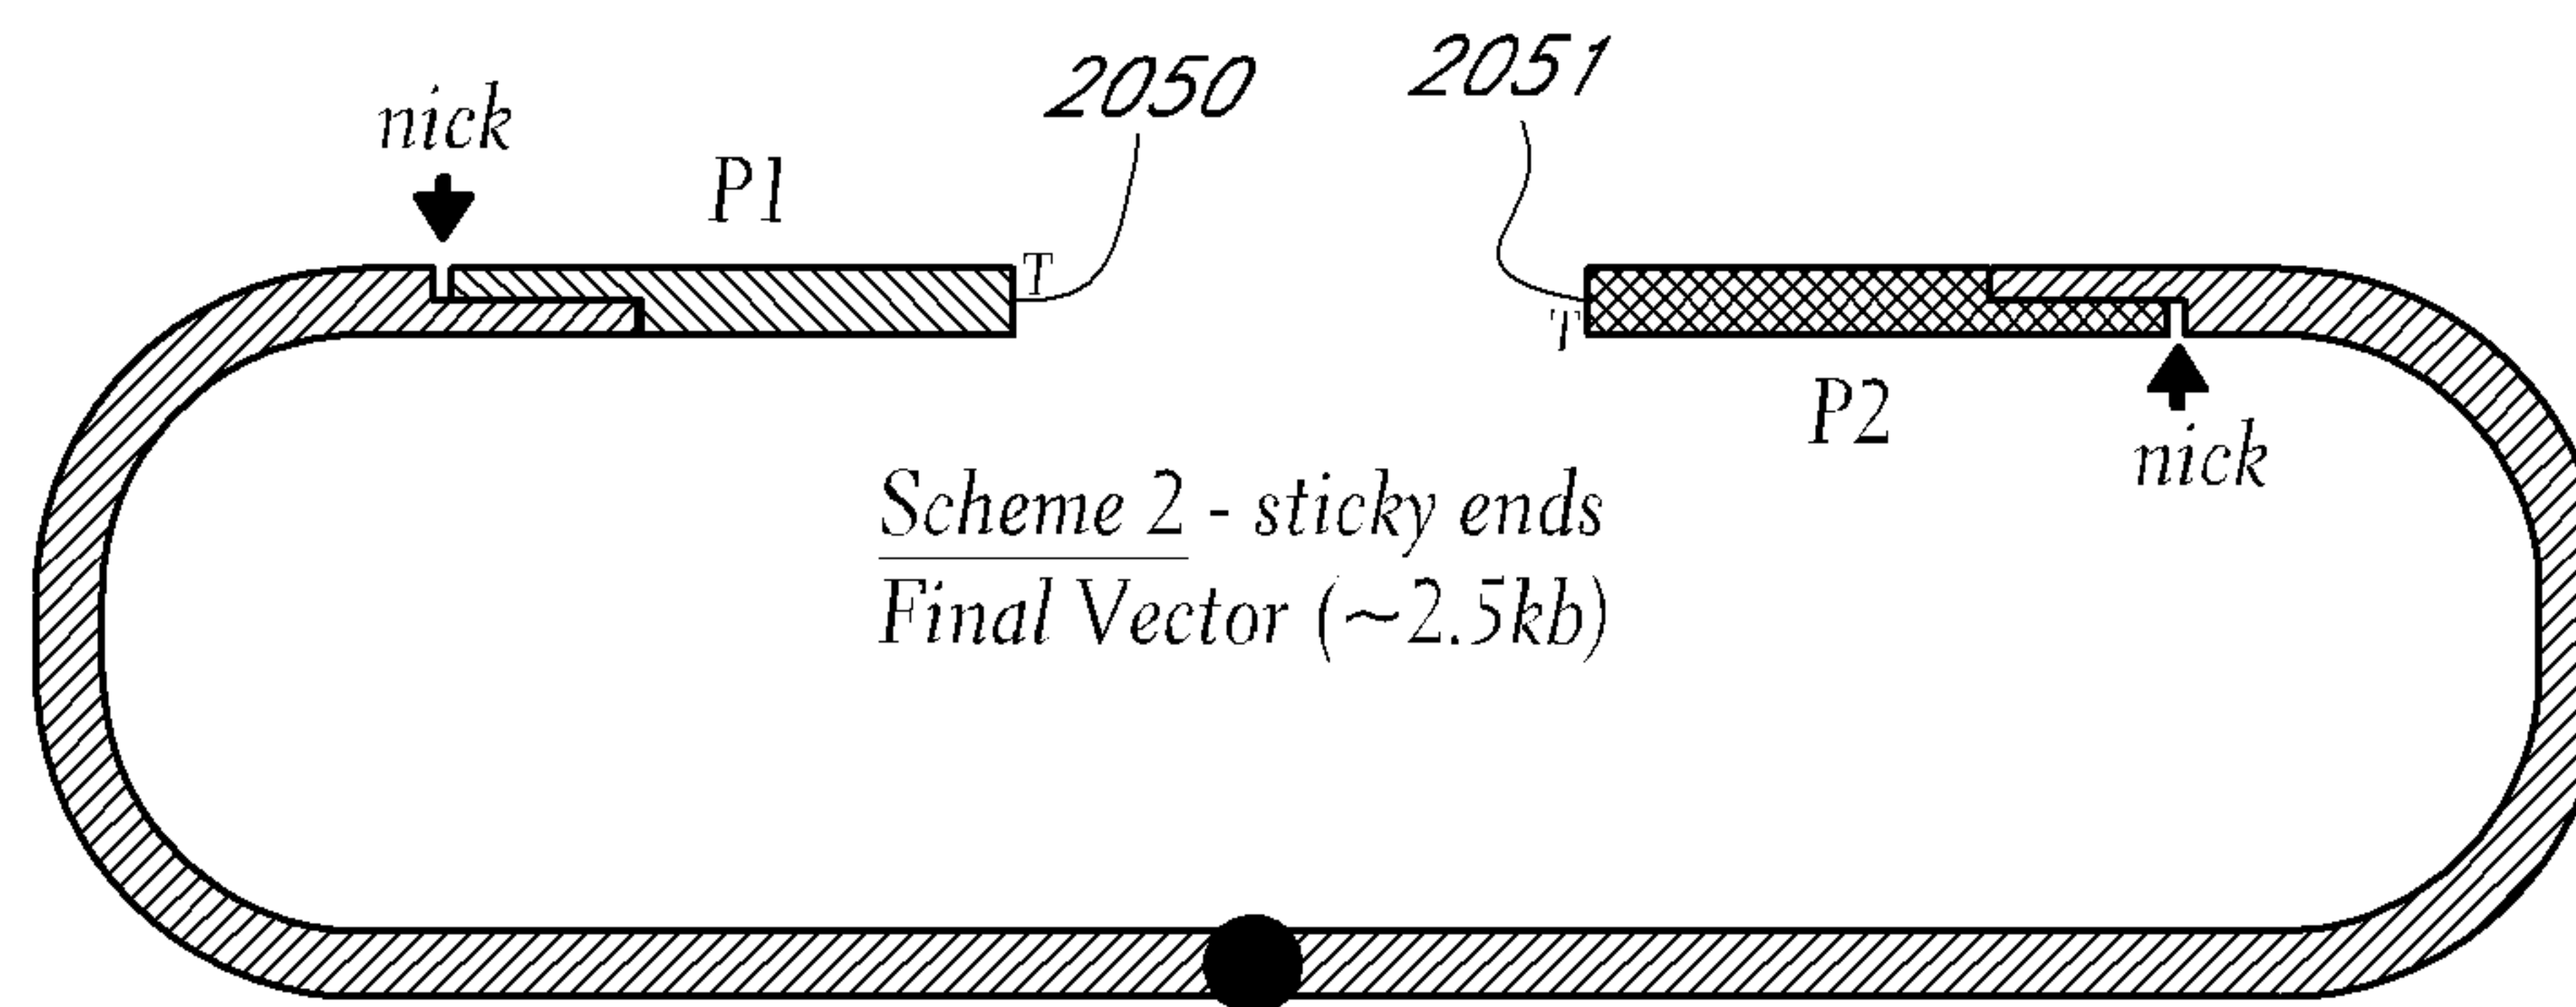 2050
2051
nick
P1
T
T
P2
nick
Scheme 2 - sticky ends
Final Vector (~2.5kb)